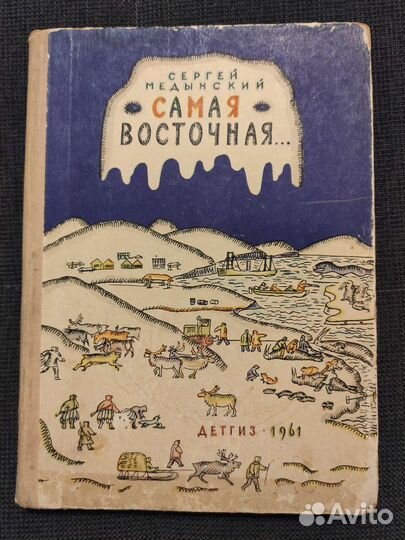 СЕРГЕЙ
МЕДЫНСКИЙ
САМАЯ
ВОСТОЧНАЯ...
ДЕТГИЗ · 1961
Avito